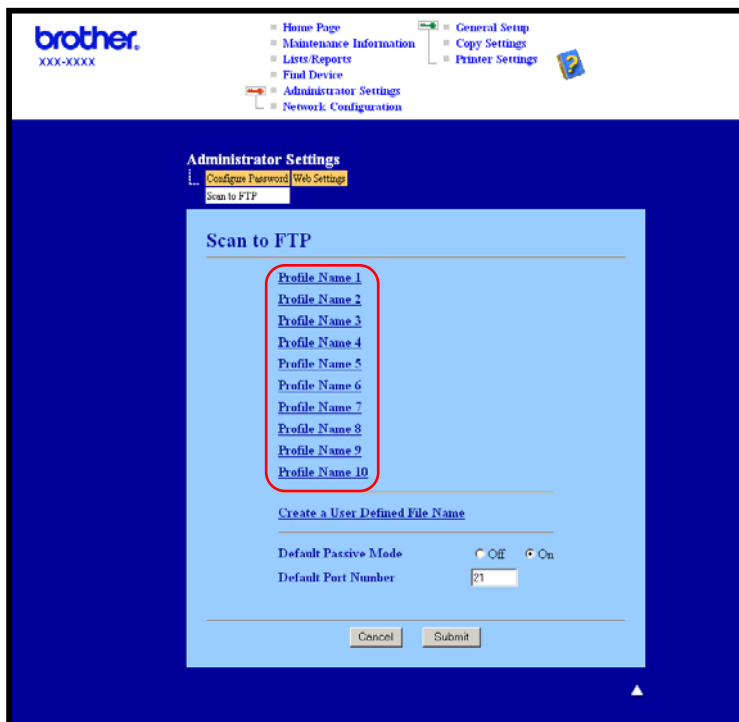 brother.
XXX-XXXX
Home Page
Maintenance Information
Lists/Reports
Find Device
Administrator Settings
Network Configuration
General Setup
Copy Settings
Printer Settings
?
Administrator Settings
Configure Password Web Settings
Scan to FTP
Scan to FTP
Profile Name 1
Profile Name 2
Profile Name 3
Profile Name 4
Profile Name 5
Profile Name 6
Profile Name 7
Profile Name 8
Profile Name 9
Profile Name 10
Create a User Defined File Name
Default Passive Mode Off On
Default Port Number 21
Cancel Submit